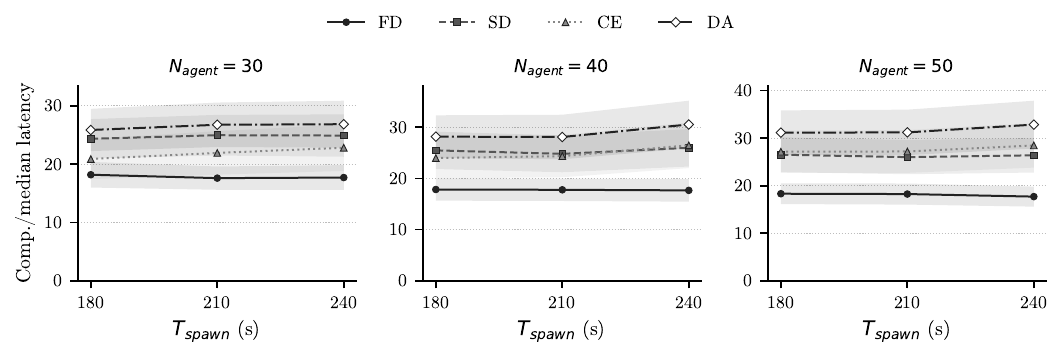 FD SD CE DA
N_agent = 30
N_agent = 40
N_agent = 50
Comp./median latency
30
20
10
0
180 210 240
T_spawn (s)
30
20
10
0
180 210 240
T_spawn (s)
40
30
20
10
0
180 210 240
T_spawn (s)